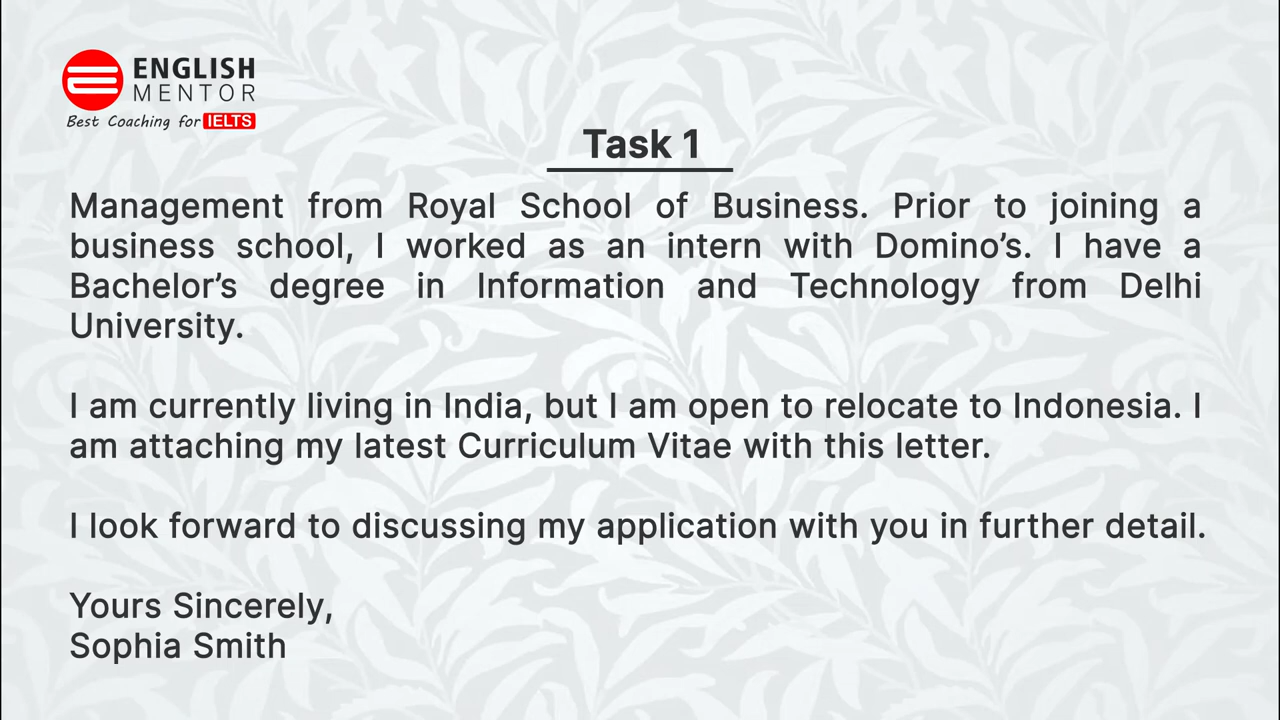 ENGLISH
MENTOR
Best Coaching for IELTS
Task 1
Management from Royal School of Business. Prior to joining a
business school, I worked as an intern with Domino’s. I have a
Bachelor’s degree in Information and Technology from Delhi
University.
I am currently living in India, but I am open to relocate to Indonesia. I
am attaching my latest Curriculum Vitae with this letter.
I look forward to discussing my application with you in further detail.
Yours Sincerely,
Sophia Smith